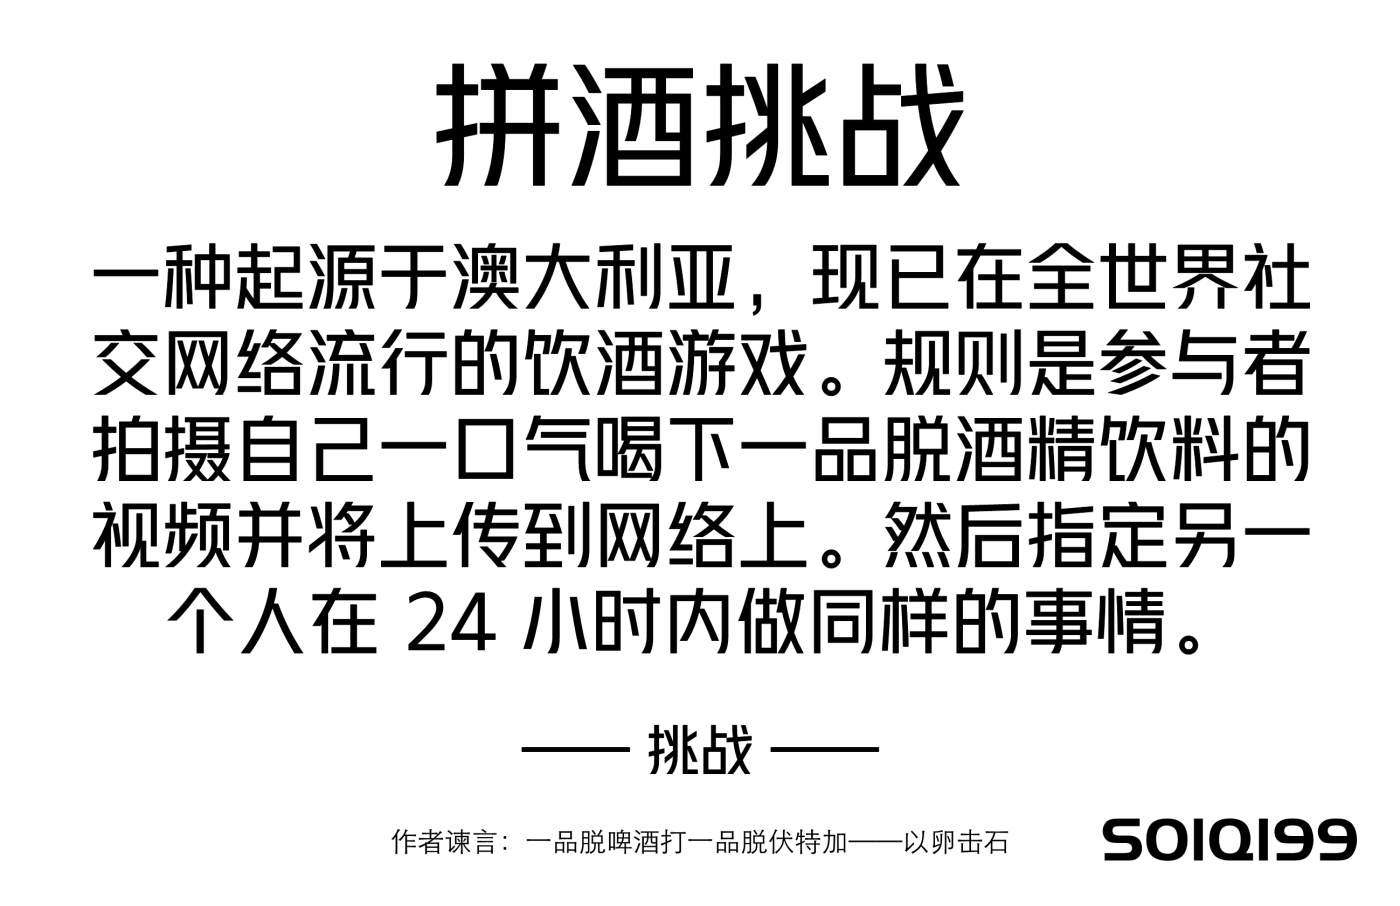 拼酒挑战
一种起源于澳大利亚，现已在全世界社
交网络流行的饮酒游戏。规则是参与者
拍摄自己一口气喝下一品脱酒精饮料的
视频并将上传到网络上。然后指定另一
个人在 24 小时内做同样的事情。
—— 挑战 ——
作者谏言：一品脱啤酒打一品脱伏特加——以卵击石
SOIQI99